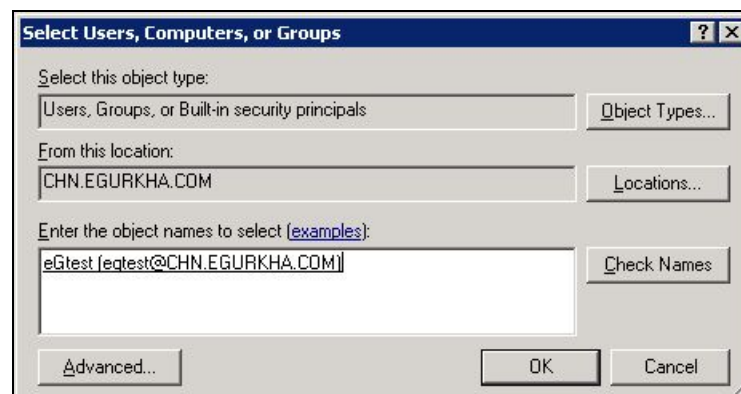 Select Users, Computers, or Groups
Select this object type:
Users, Groups, or Built-in security principals
Object Types...
From this location:
CHN.EGURKHA.COM
Locations...
Enter the object names to select (examples):
eGtest (egtest@CHN.EGURKHA.COM)
Check Names
Advanced...
OK
Cancel